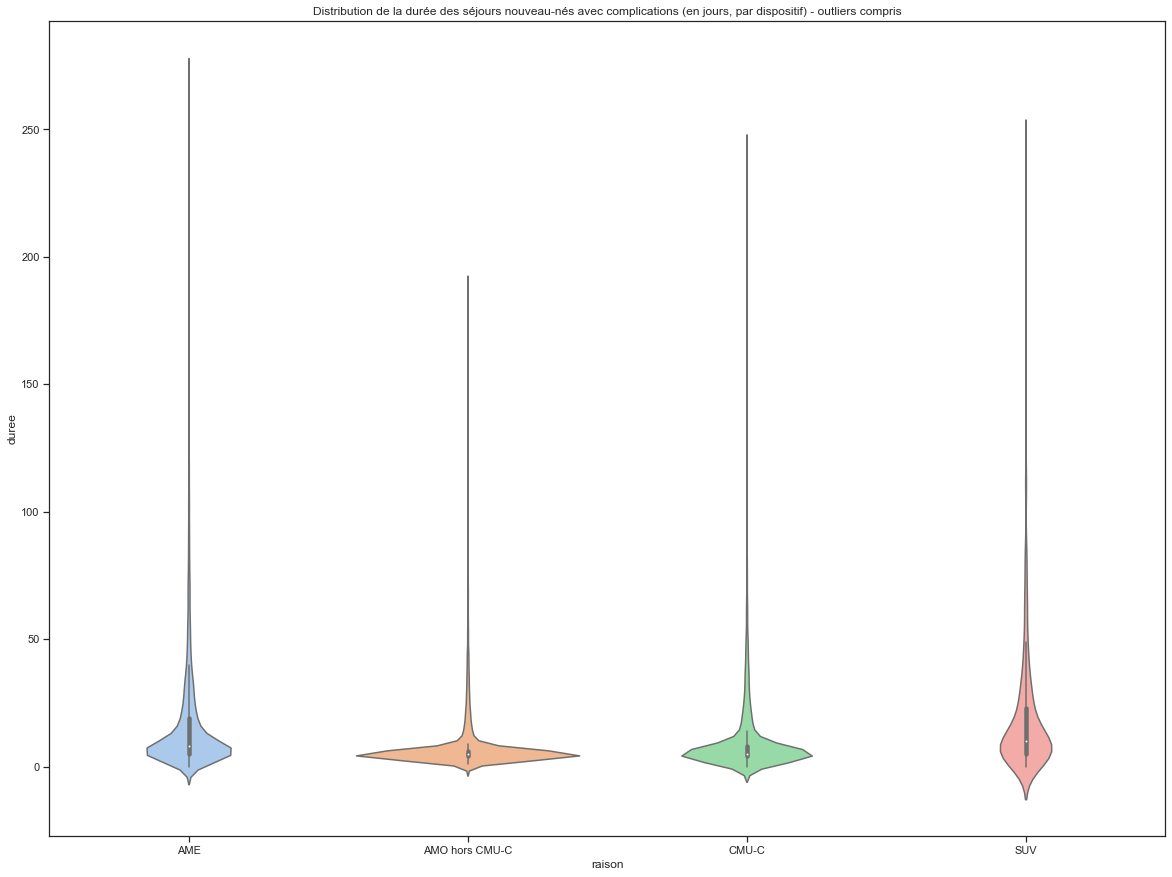 Distribution de la durée des séjours nouveau-nés avec complications (en jours, par dispositif) - outliers compris
250
200
150
100
50
0
duree
AME
AMO hors CMU-C
CMU-C
SUV
raison